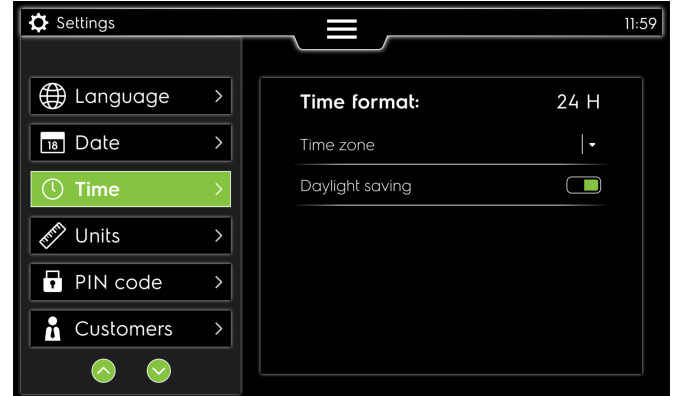 Settings
11:59
Language
18 Date
Time
Units
PIN code
Customers
Time format: 24 H
Time zone
Daylight saving